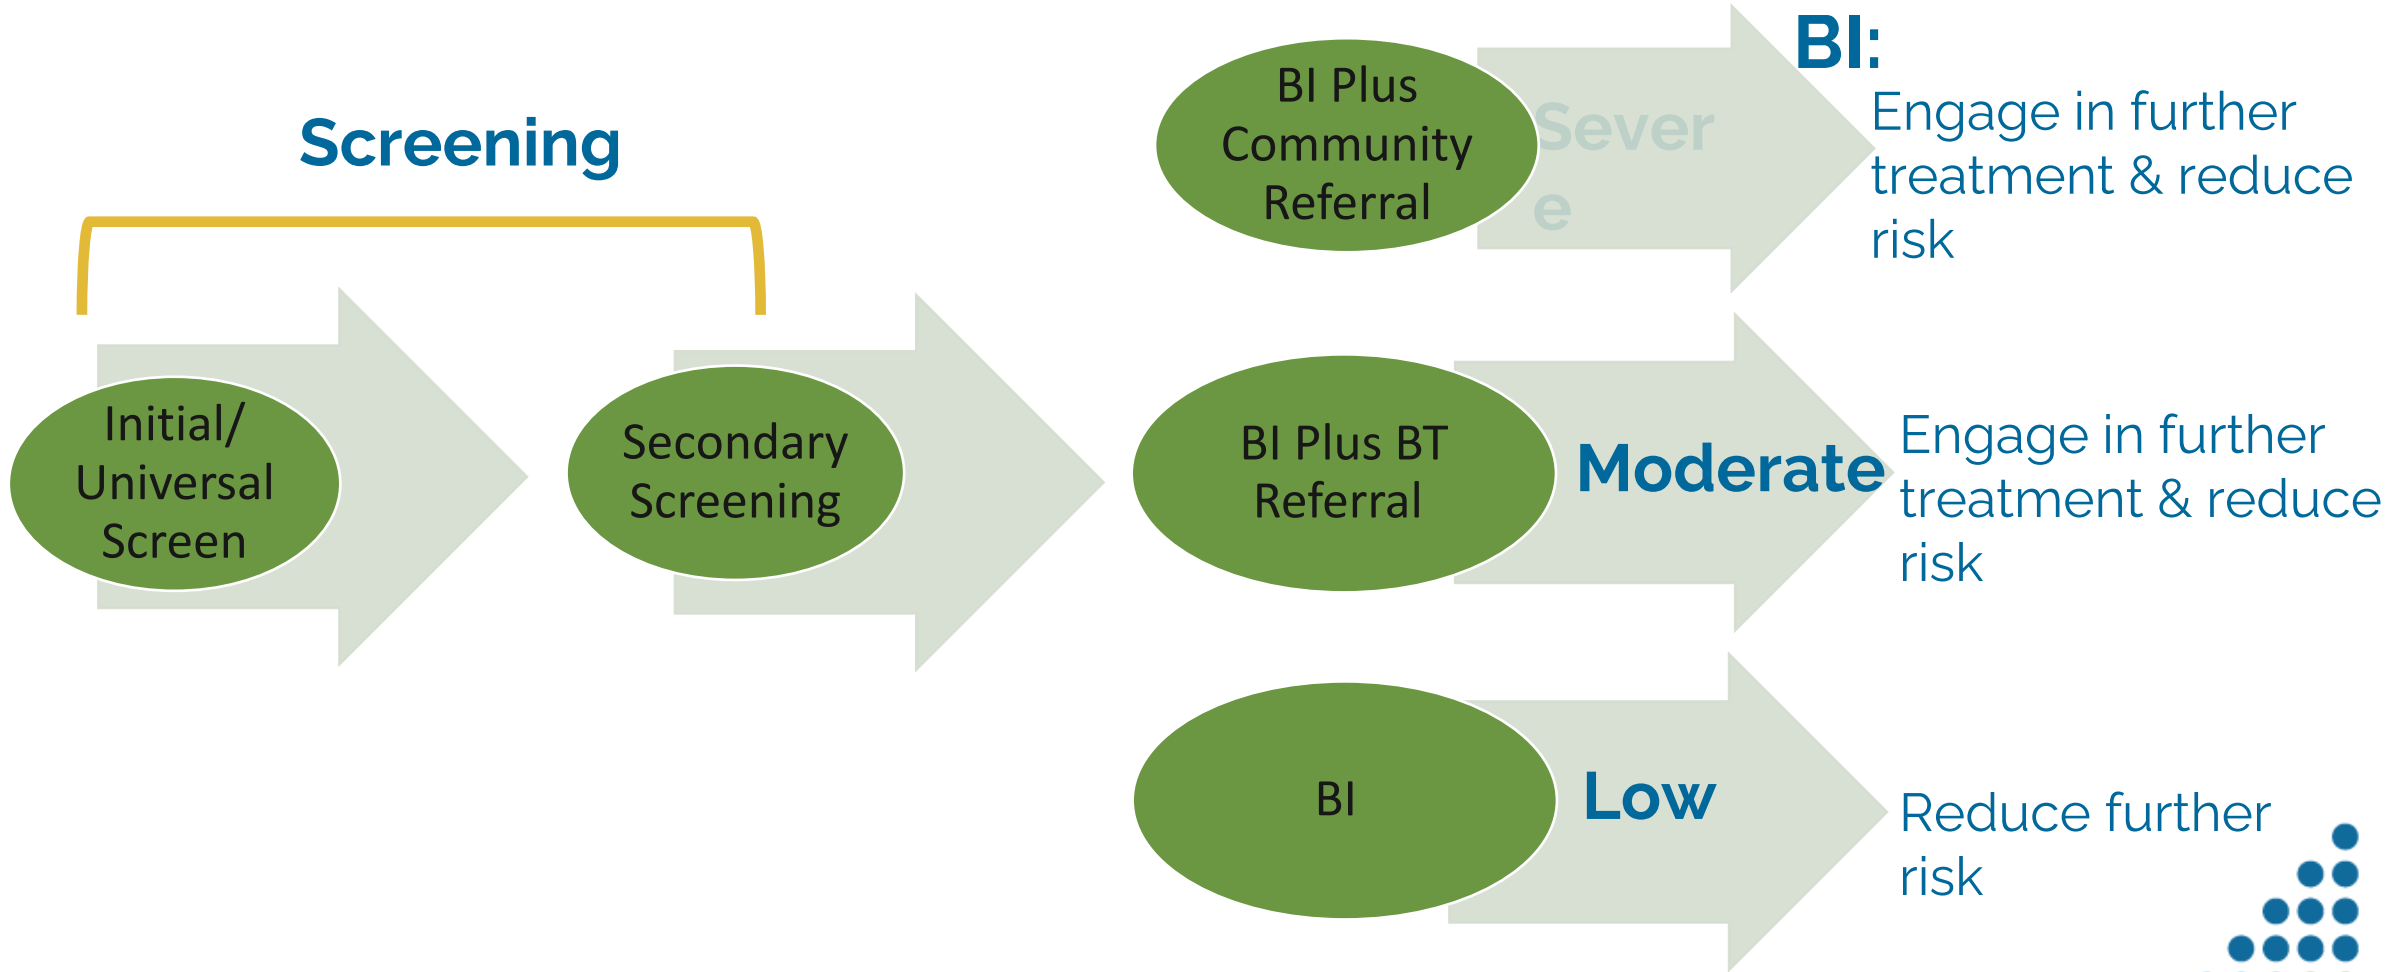 Screening
Initial/
Universal
Screen
Secondary
Screening
BI Plus
Community
Referral
Sever
e
BI:
Engage in further
treatment & reduce
risk
BI Plus BT
Referral
Moderate
Engage in further
treatment & reduce
risk
BI
Low
Reduce further
risk